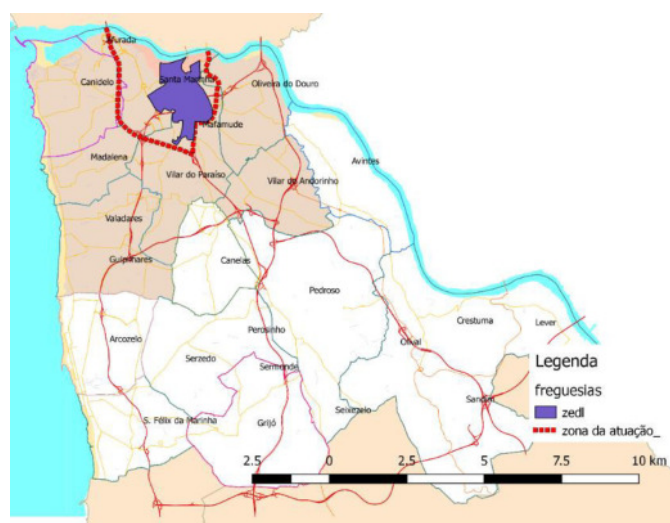 Afurada
Canidelo
Santa Marinha
Oliveira do Douro
Mafamude
Madalena
Avintes
Vilar do Paraíso
Vilar do Andorinho
Valadares
Gulpilhares
Canelas
Pedroso
Crestuma
Lever
Arcozelo
Perosinho
Olival
Serzedo
Sermonde
Sandim
Seixezelo
S. Félix da Marinha
Grijó
Legenda
freguesias
zedl
zona da atuação_
2.5 0 2.5 5 7.5 10 km